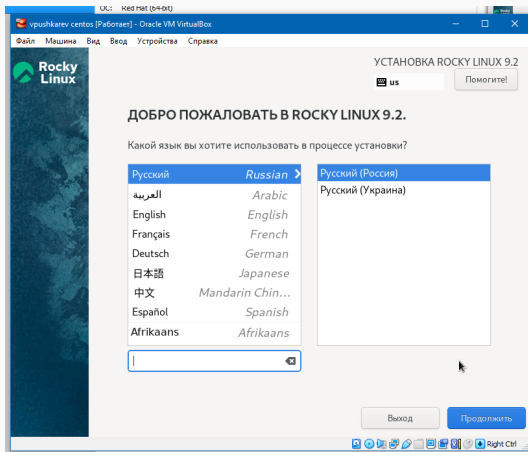 ОС: Red Hat (64-bit)
vpushkarev centos [Работает] - Oracle VM VirtualBox
Файл Машина Вид Ввод Устройства Справка
Rocky
Linux
УСТАНОВКА ROCKY LINUX 9.2
us
Помогите!
ДОБРО ПОЖАЛОВАТЬ В ROCKY LINUX 9.2.
Какой язык вы хотите использовать в процессе установки?
Русский Russian
العربية Arabic
English English
Français French
Deutsch German
日本語 Japanese
中文 Mandarin Chin...
Español Spanish
Afrikaans Afrikaans
Русский (Россия)
Русский (Украина)
Выход
Продолжить
Right Ctrl